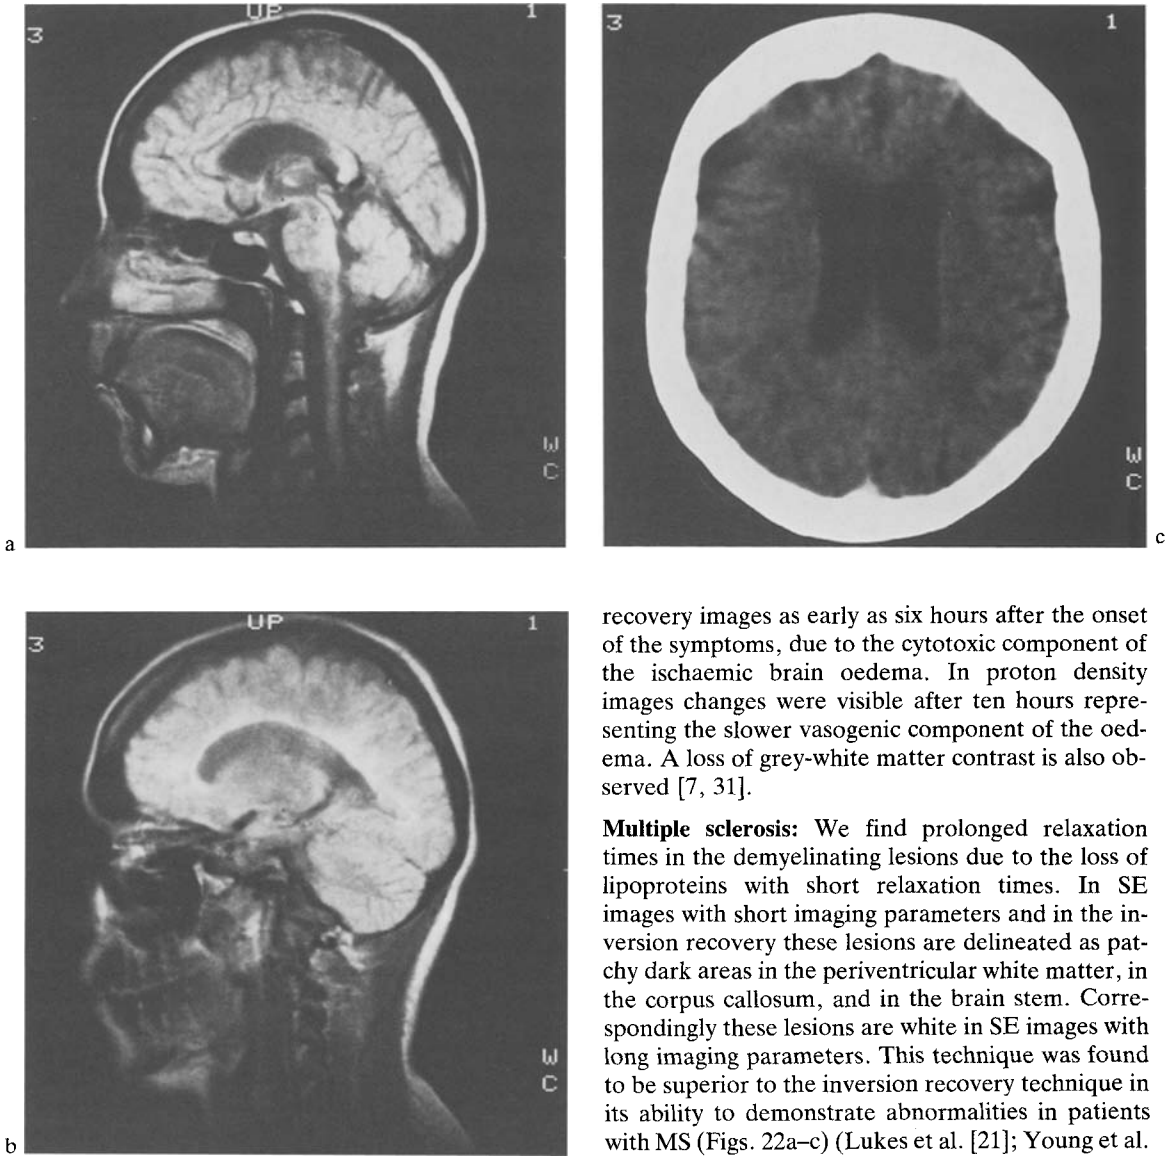 UP
3
1
W
C
a
3
1
W
C
c
UP
3
1
W
C
b
recovery images as early as six hours after the onset
of the symptoms, due to the cytotoxic component of
the ischaemic brain oedema. In proton density
images changes were visible after ten hours repre-
senting the slower vasogenic component of the oed-
ema. A loss of grey-white matter contrast is also ob-
served [7, 31].
Multiple sclerosis: We find prolonged relaxation
times in the demyelinating lesions due to the loss of
lipoproteins with short relaxation times. In SE
images with short imaging parameters and in the in-
version recovery these lesions are delineated as pat-
chy dark areas in the periventricular white matter, in
the corpus callosum, and in the brain stem. Corre-
spondingly these lesions are white in SE images with
long imaging parameters. This technique was found
to be superior to the inversion recovery technique in
its ability to demonstrate abnormalities in patients
with MS (Figs. 22a–c) (Lukes et al. [21]; Young et al.